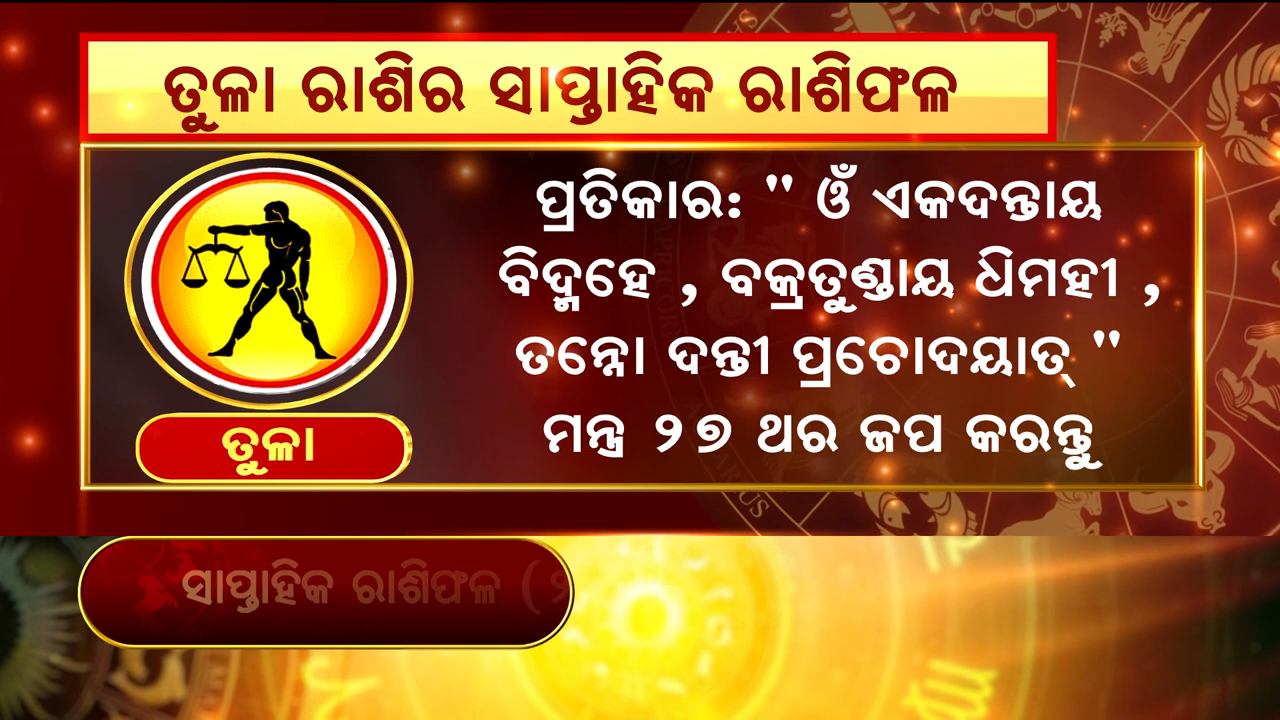 ତୁଳା ରାଶିର ସାପ୍ତାହିକ ରାଶିଫଳ
ପ୍ରତିକାର: " ଓଁ ଏକଦନ୍ତାୟ
ବିଦ୍ମହେ , ବକ୍ରତୁଣ୍ଡାୟ ଧିମହୀ ,
ତନ୍ନୋ ଦନ୍ତୀ ପ୍ରଚୋଦୟାତ୍ "
ମନ୍ତ୍ର ୨୭ ଥର ଜପ କରନ୍ତୁ
ତୁଳା
ସାପ୍ତାହିକ ରାଶିଫଳ (